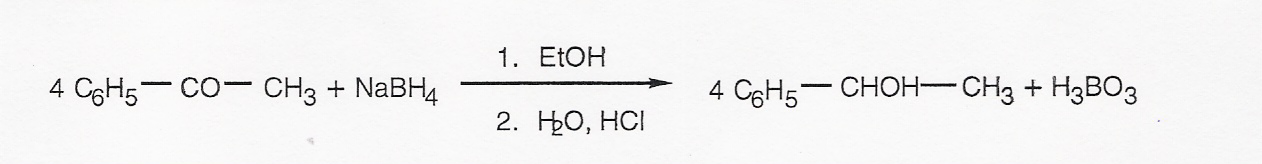 1. EtOH
4 C₆H₅—CO—CH₃ + NaBH₄ → 4 C₆H₅—CHOH—CH₃ + H₃BO₃
2. H₂O, HCl